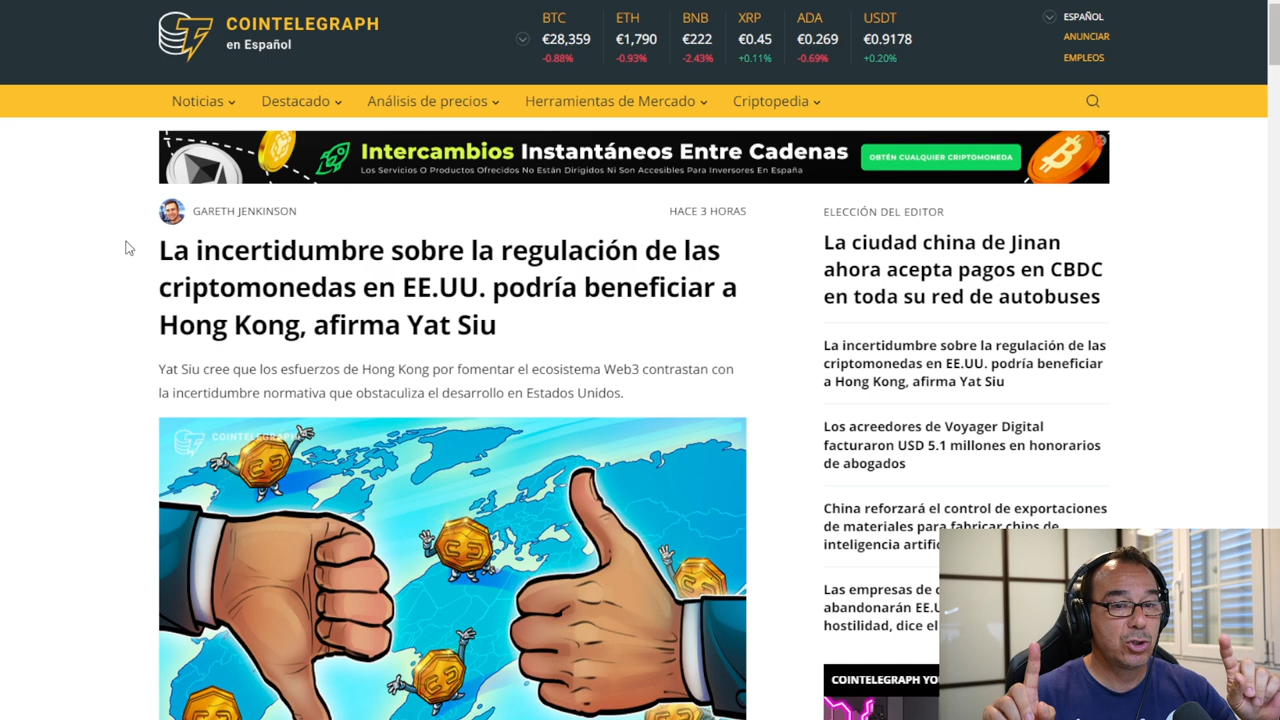 COINTELEGRAPH
en Español
BTC ETH BNB XRP ADA USDT
€28,359 €1,790 €222 €0.45 €0.269 €0.9178
-0.88% -0.93% -2.43% +0.11% -0.69% +0.20%
ESPAÑOL
ANUNCIAR
EMPLEOS
Noticias Destacado Análisis de precios Herramientas de Mercado Criptopedia
Intercambios Instantáneos Entre Cadenas
Los Servicios O Productos Ofrecidos No Están Dirigidos Ni Son Accesibles Para Inversores En España
OBTÉN CUALQUIER CRIPTOMONEDA
GARETH JENKINSON
HACE 3 HORAS
La incertidumbre sobre la regulación de las
criptomonedas en EE.UU. podría beneficiar a
Hong Kong, afirma Yat Siu
Yat Siu cree que los esfuerzos de Hong Kong por fomentar el ecosistema Web3 contrastan con
la incertidumbre normativa que obstaculiza el desarrollo en Estados Unidos.
COINTELEGRAPH
ELECCIÓN DEL EDITOR
La ciudad china de Jinan
ahora acepta pagos en CBDC
en toda su red de autobuses
La incertidumbre sobre la regulación de las
criptomonedas en EE.UU. podría beneficiar
a Hong Kong, afirma Yat Siu
Los acreedores de Voyager Digital
facturaron USD 5.1 millones en honorarios
de abogados
China reforzará el control de exportaciones
de materiales para fabricar chips de
inteligencia
Las empresas de
abandonarán
hostilidad, dice el
COINTELEGRAPH